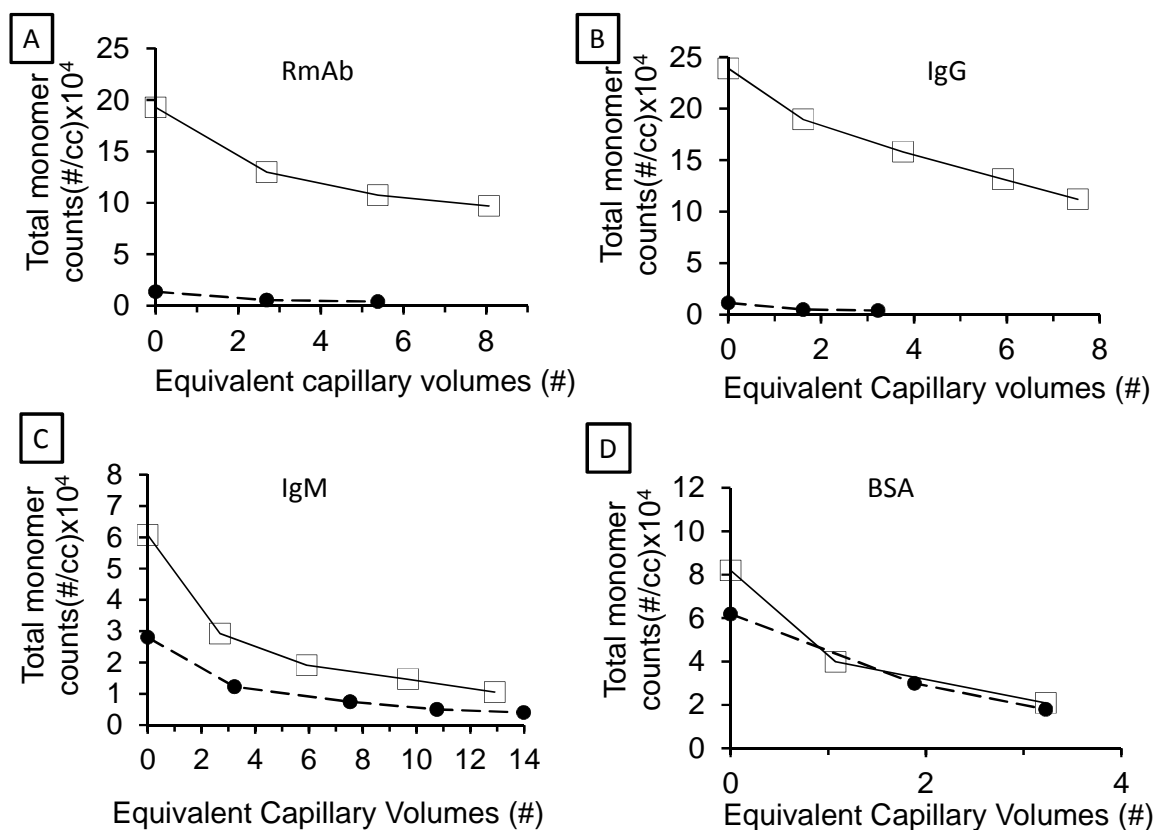 A
RmAb
Total monomer
counts(#/cc)x10⁴
25
20
15
10
5
0
0 2 4 6 8
Equivalent capillary volumes (#)
B
IgG
Total monomer
counts(#/cc)x10⁴
25
20
15
10
5
0
0 2 4 6 8
Equivalent Capillary volumes (#)
C
IgM
Total monomer
counts(#/cc)x10⁴
8
7
6
5
4
3
2
1
0
0 2 4 6 8 10 12 14
Equivalent Capillary Volumes (#)
D
BSA
Total monomer
counts(#/cc)x10⁴
12
10
8
6
4
2
0
0 2 4
Equivalent Capillary Volumes (#)